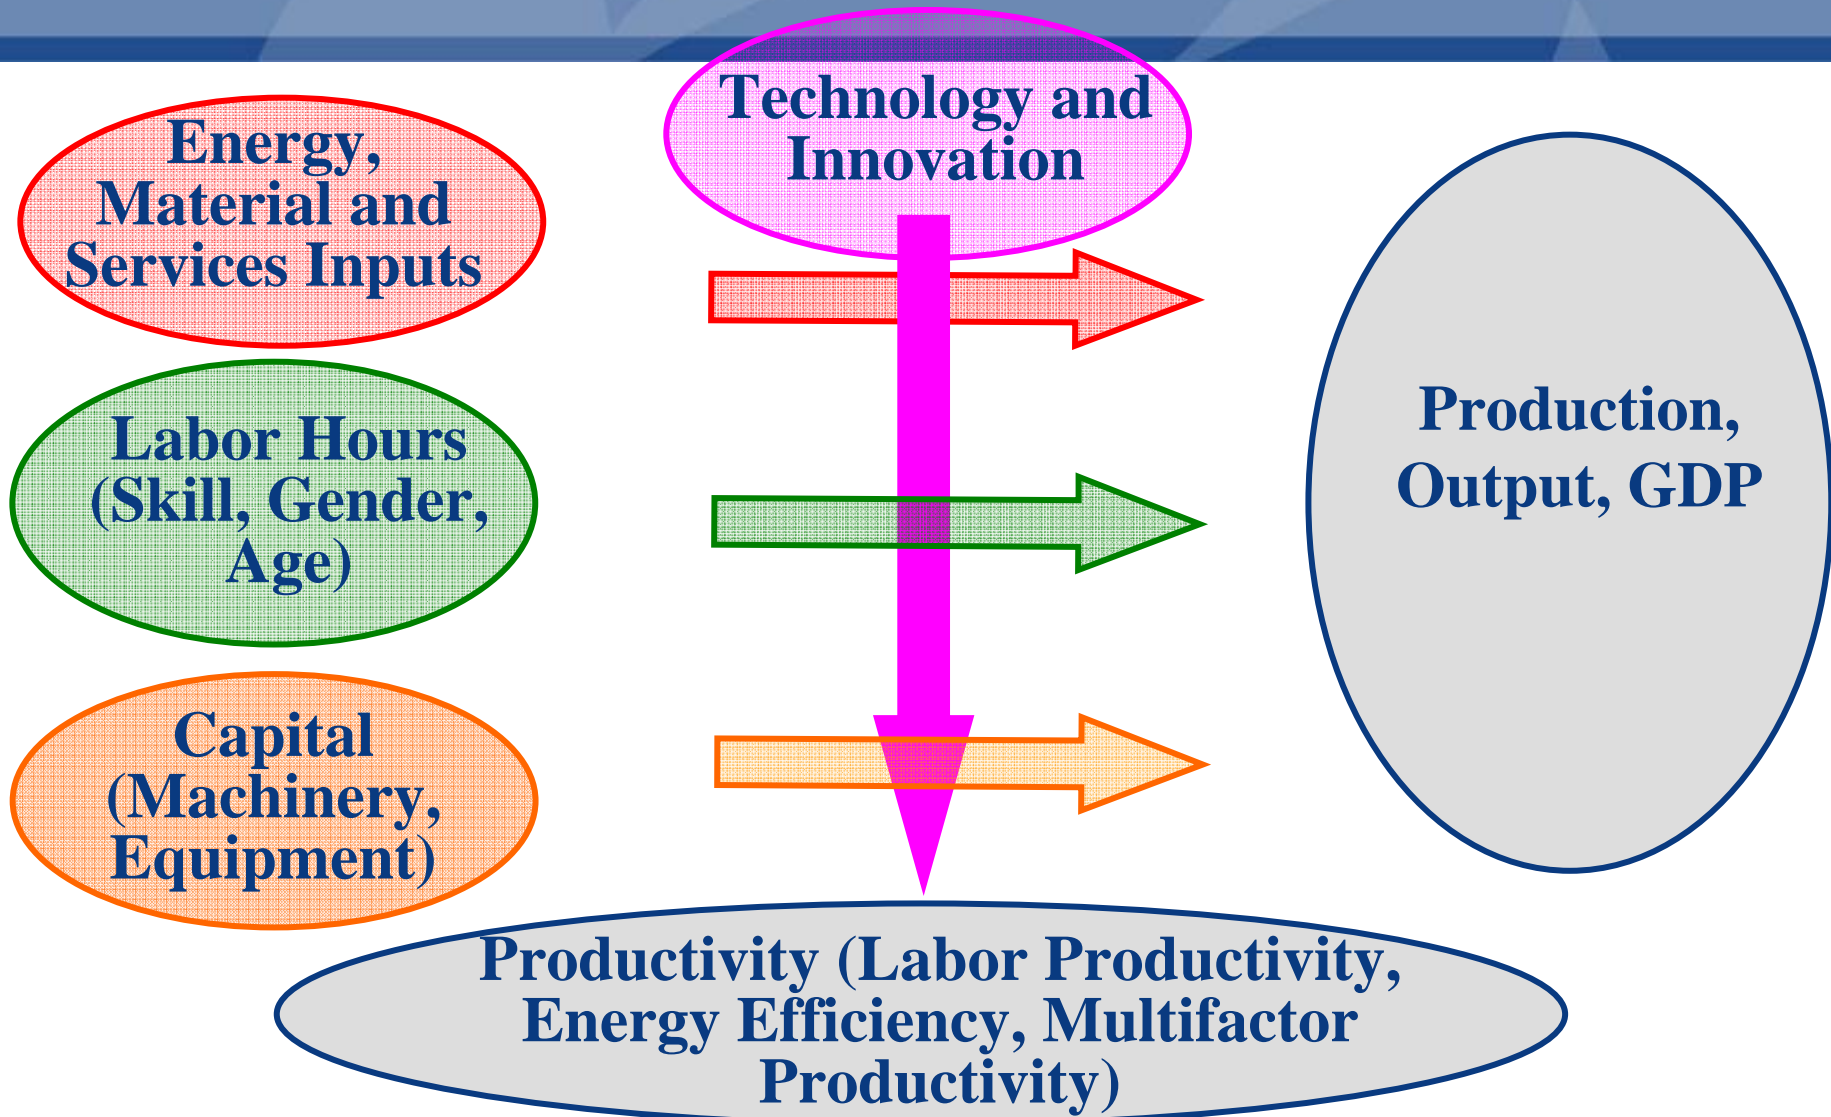 Technology and
Innovation
Energy,
Material and
Services Inputs
Labor Hours
(Skill, Gender,
Age)
Capital
(Machinery,
Equipment)
Production,
Output, GDP
Productivity (Labor Productivity,
Energy Efficiency, Multifactor
Productivity)